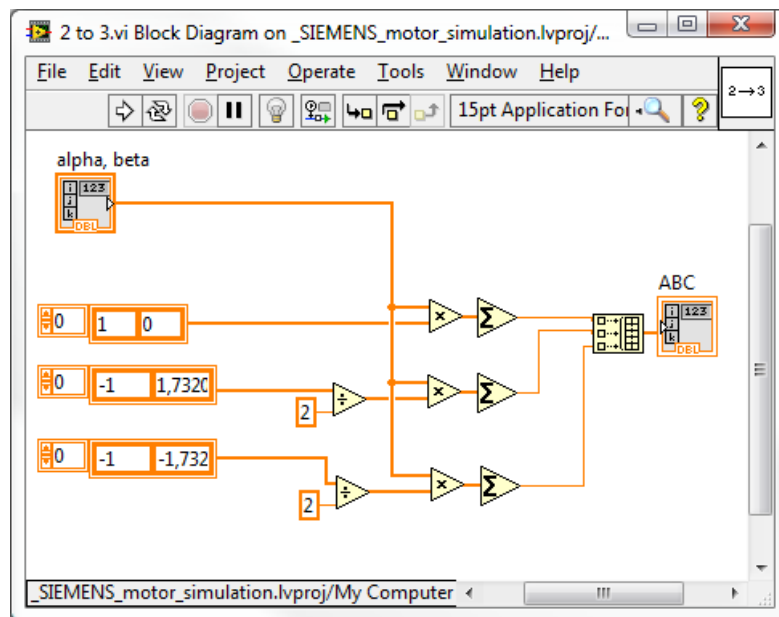 2 to 3.vi Block Diagram on _SIEMENS_motor_simulation.lvproj/...
File Edit View Project Operate Tools Window Help
2→3
15pt Application For
alpha, beta
i 123
j
k
DBL
ABC
i 123
j
k
DBL
0 1 0
× Σ
0 -1 1,7320
2 ÷ × Σ
0 -1 -1,732
2 ÷ × Σ
_SIEMENS_motor_simulation.lvproj/My Computer